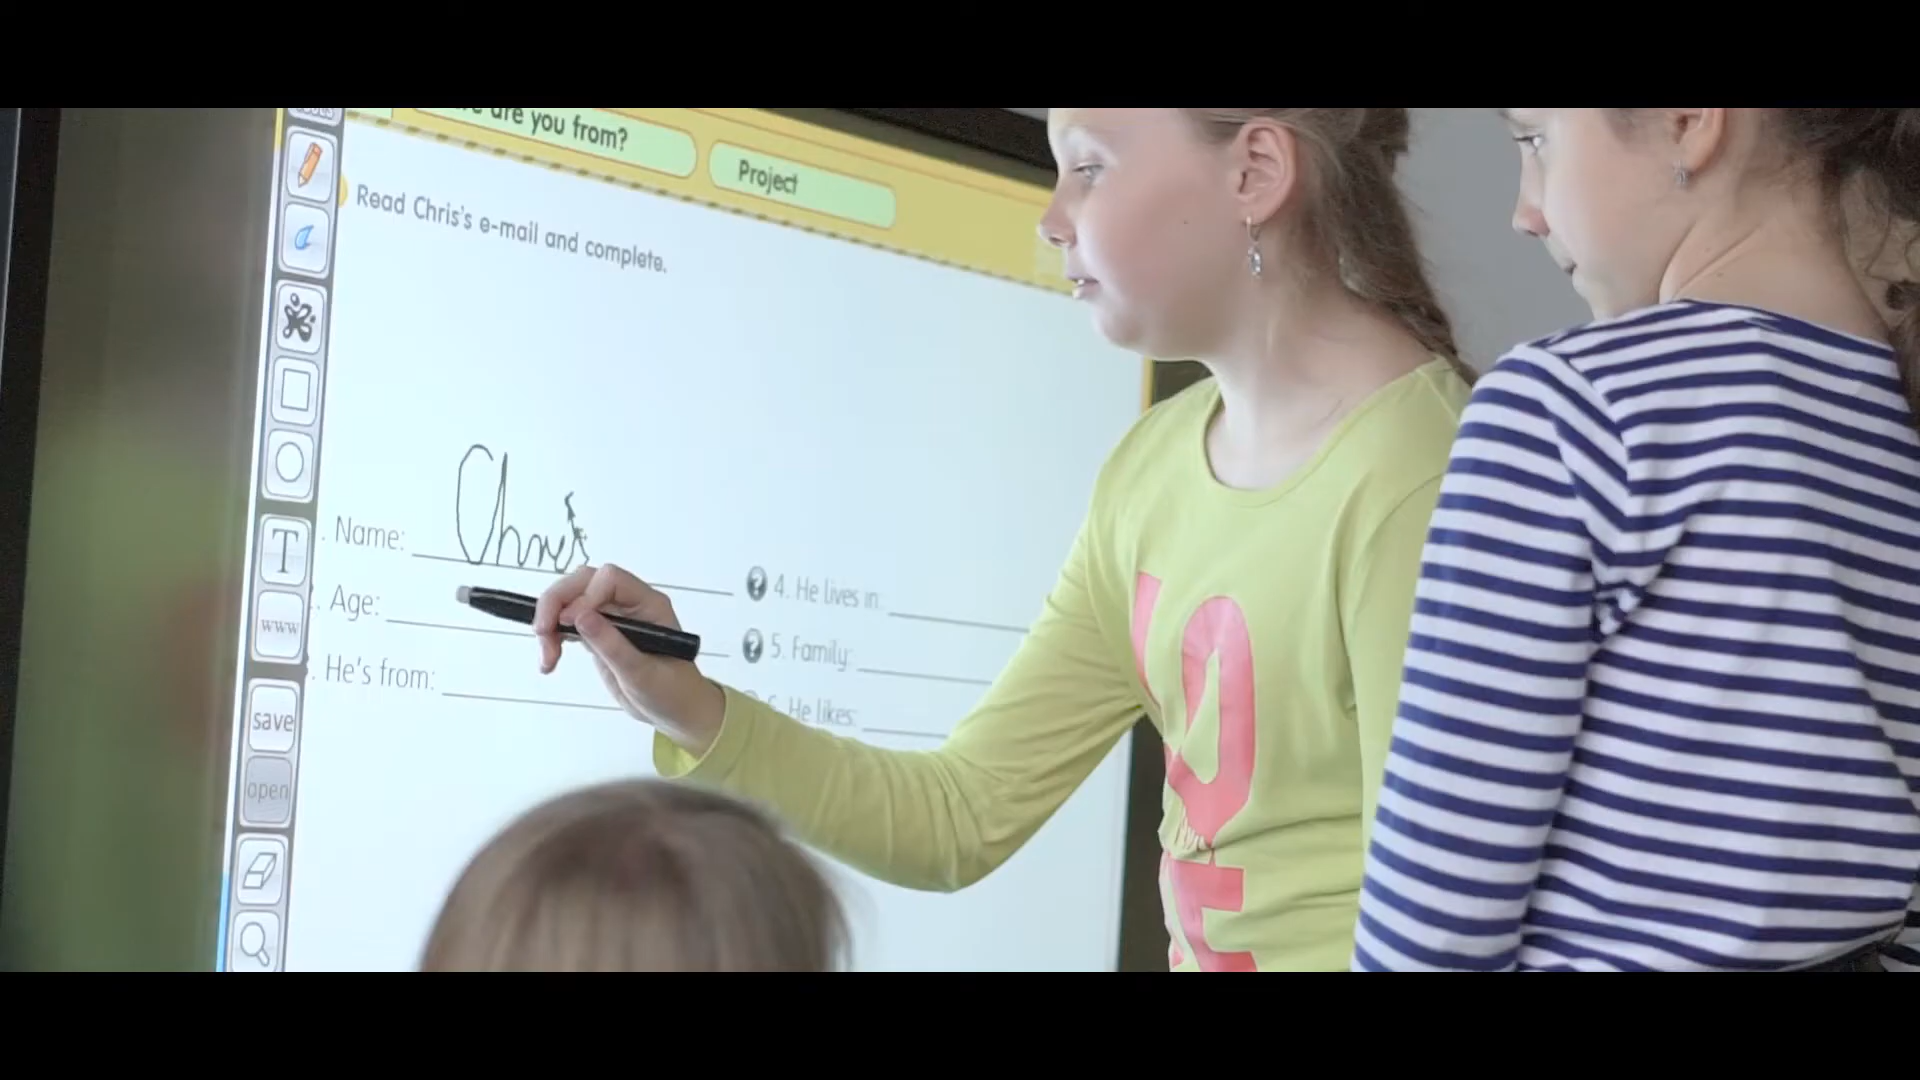 are you from?
Project
Read Chris's e-mail and complete.
Name: Chris
Age:
He's from:
4. He lives in:
5. Family:
6. He likes:
T
www
save
open